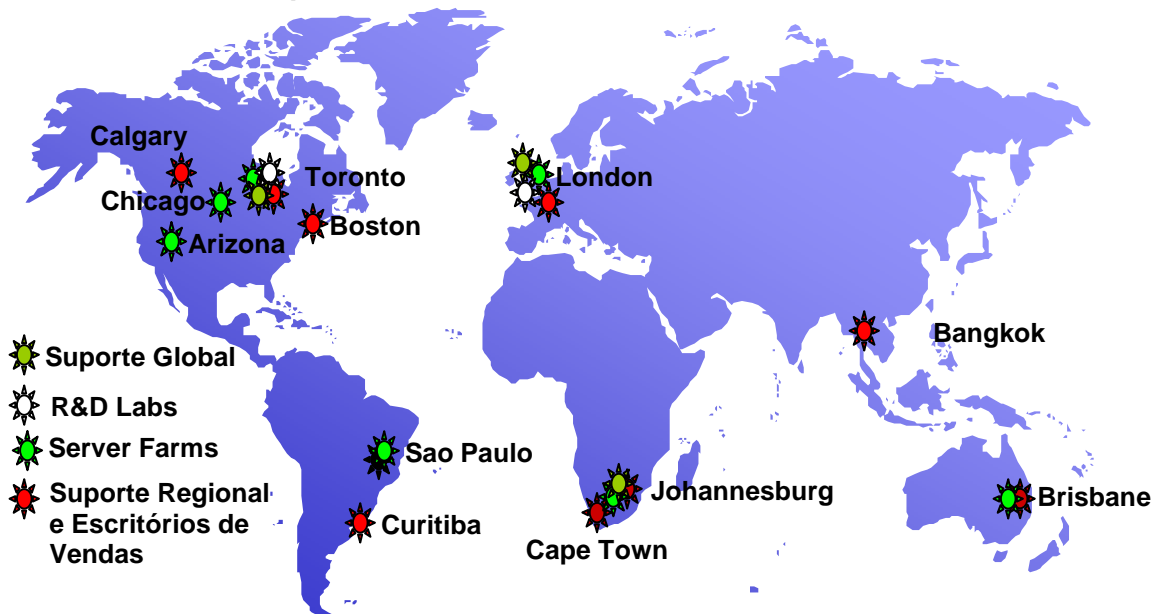 Calgary
Toronto
London
Chicago
Boston
Arizona
Bangkok
Suporte Global
R&D Labs
Server Farms
Sao Paulo
Suporte Regional
e Escritórios de
Vendas
Johannesburg
Brisbane
Curitiba
Cape Town